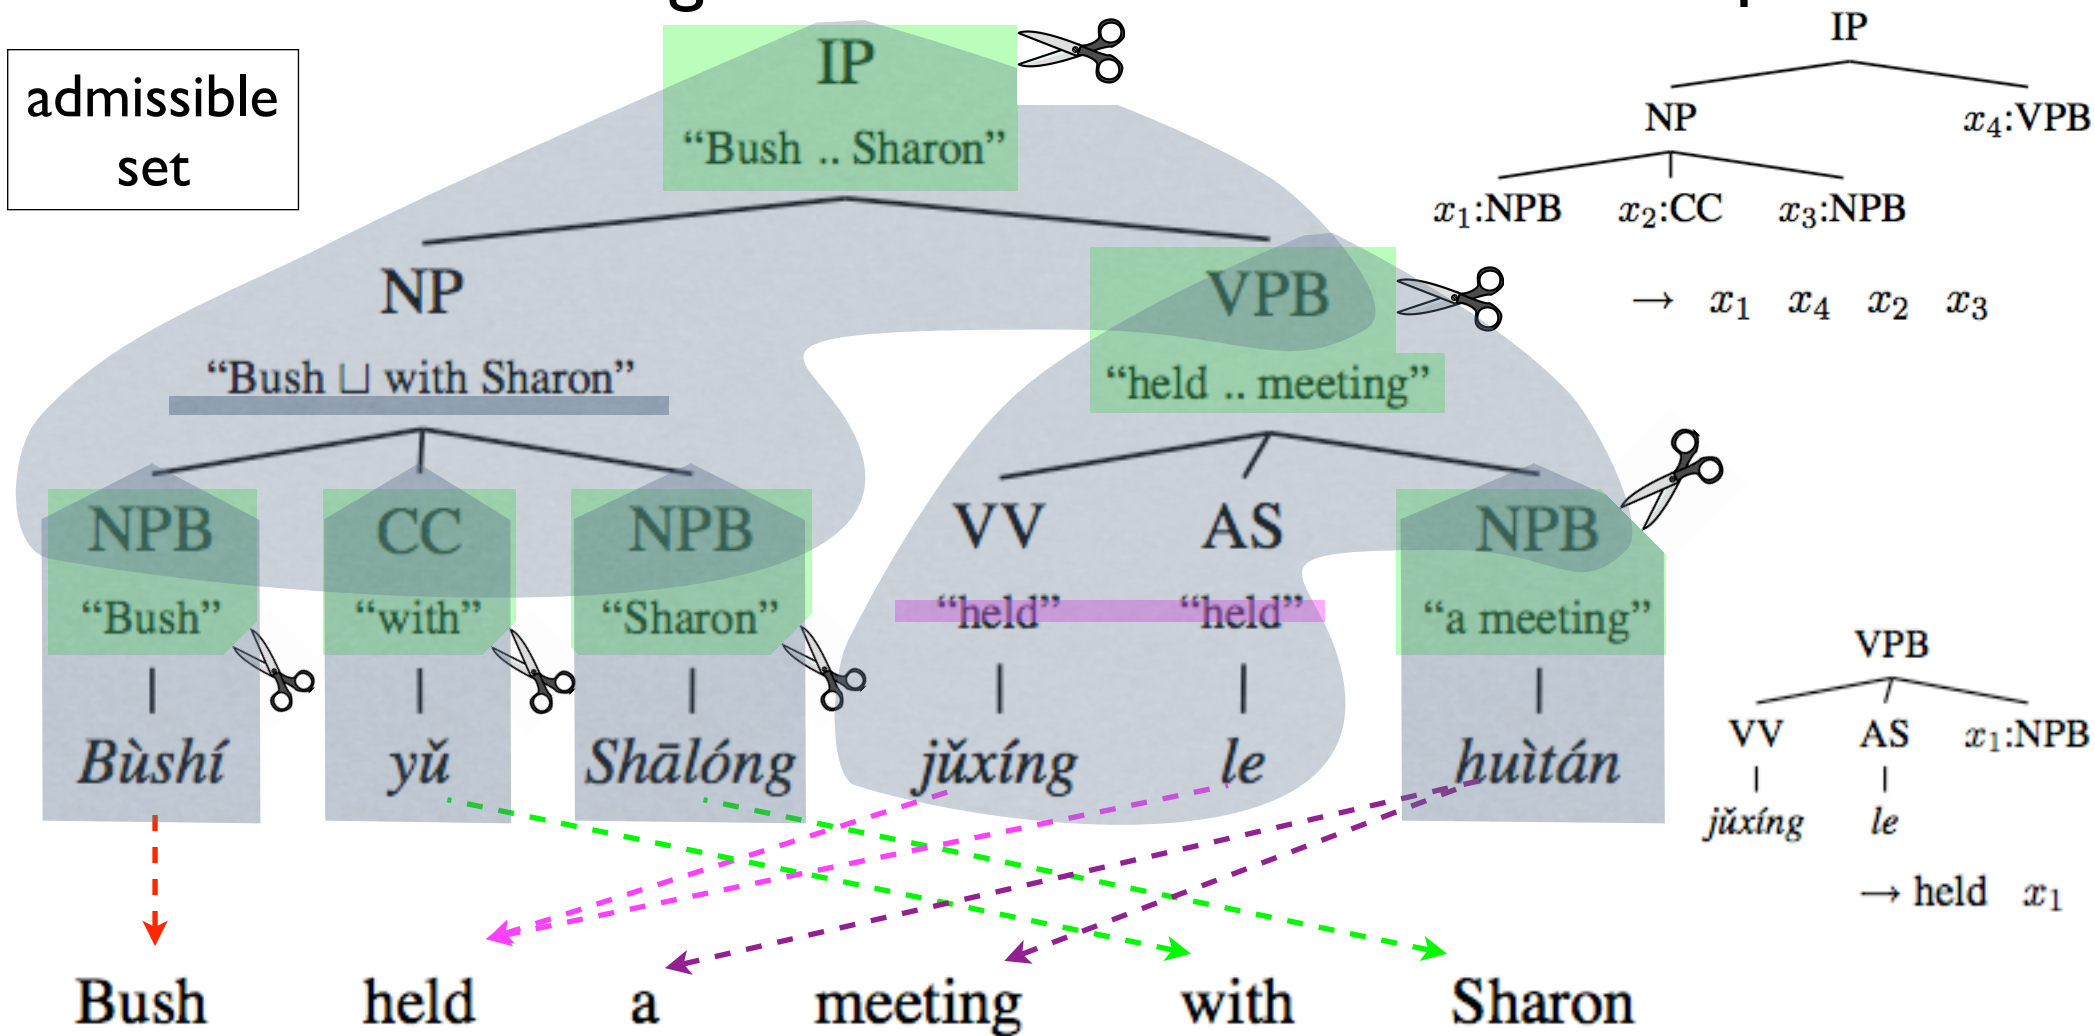 admissible
set
IP
“Bush .. Sharon”
NP
“Bush ⊔ with Sharon”
VPB
“held .. meeting”
NPB CC NPB VV AS NPB
“Bush” “with” “Sharon” “held” “held” “a meeting”
Bùshí yǔ Shālóng jǔxíng le huìtán
Bush held a meeting with Sharon
IP
NP x4:VPB
x1:NPB x2:CC x3:NPB
→ x1 x4 x2 x3
VPB
VV AS x1:NPB
jǔxíng le
→ held x1